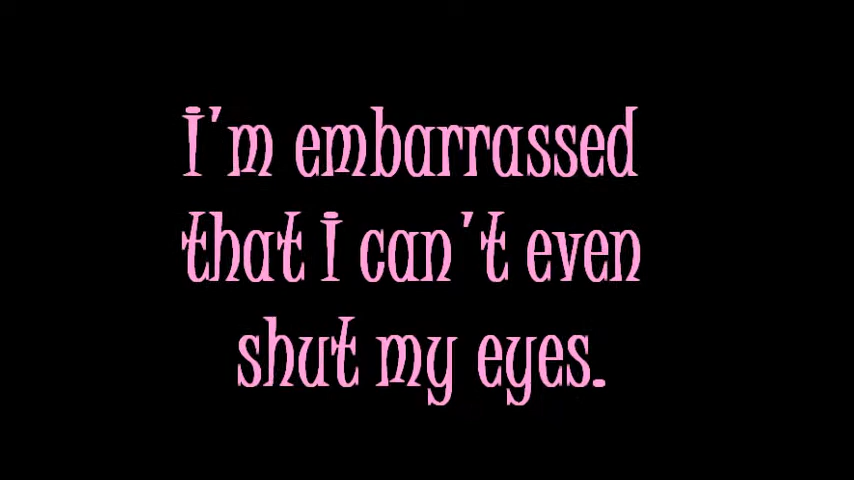 I'm embarrassed
that I can't even
shut my eyes.